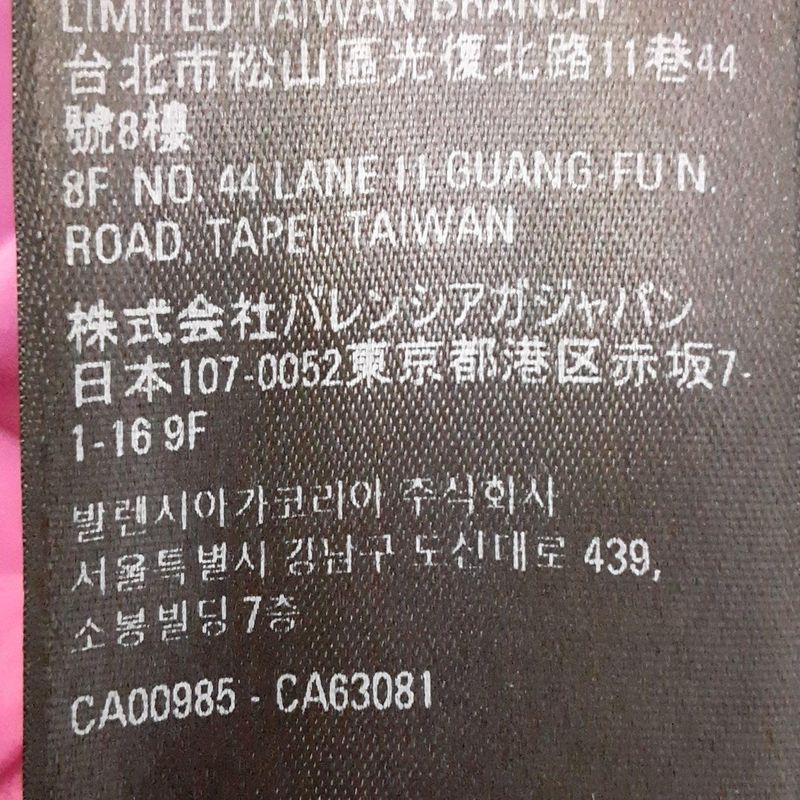 LIMITED TAIWAN BRANCH
台北市松山區光復北路11巷44
號8樓
8F. NO. 44 LANE 11 GUANG-FU N.
ROAD, TAPEI, TAIWAN
株式会社バレンシアガジャパン
日本107-0052東京都港区赤坂7-
1-16 9F
발렌시아가코리아 주식회사
서울특별시 강남구 도산대로 439,
소봉빌딩 7층
CA00985 - CA63081